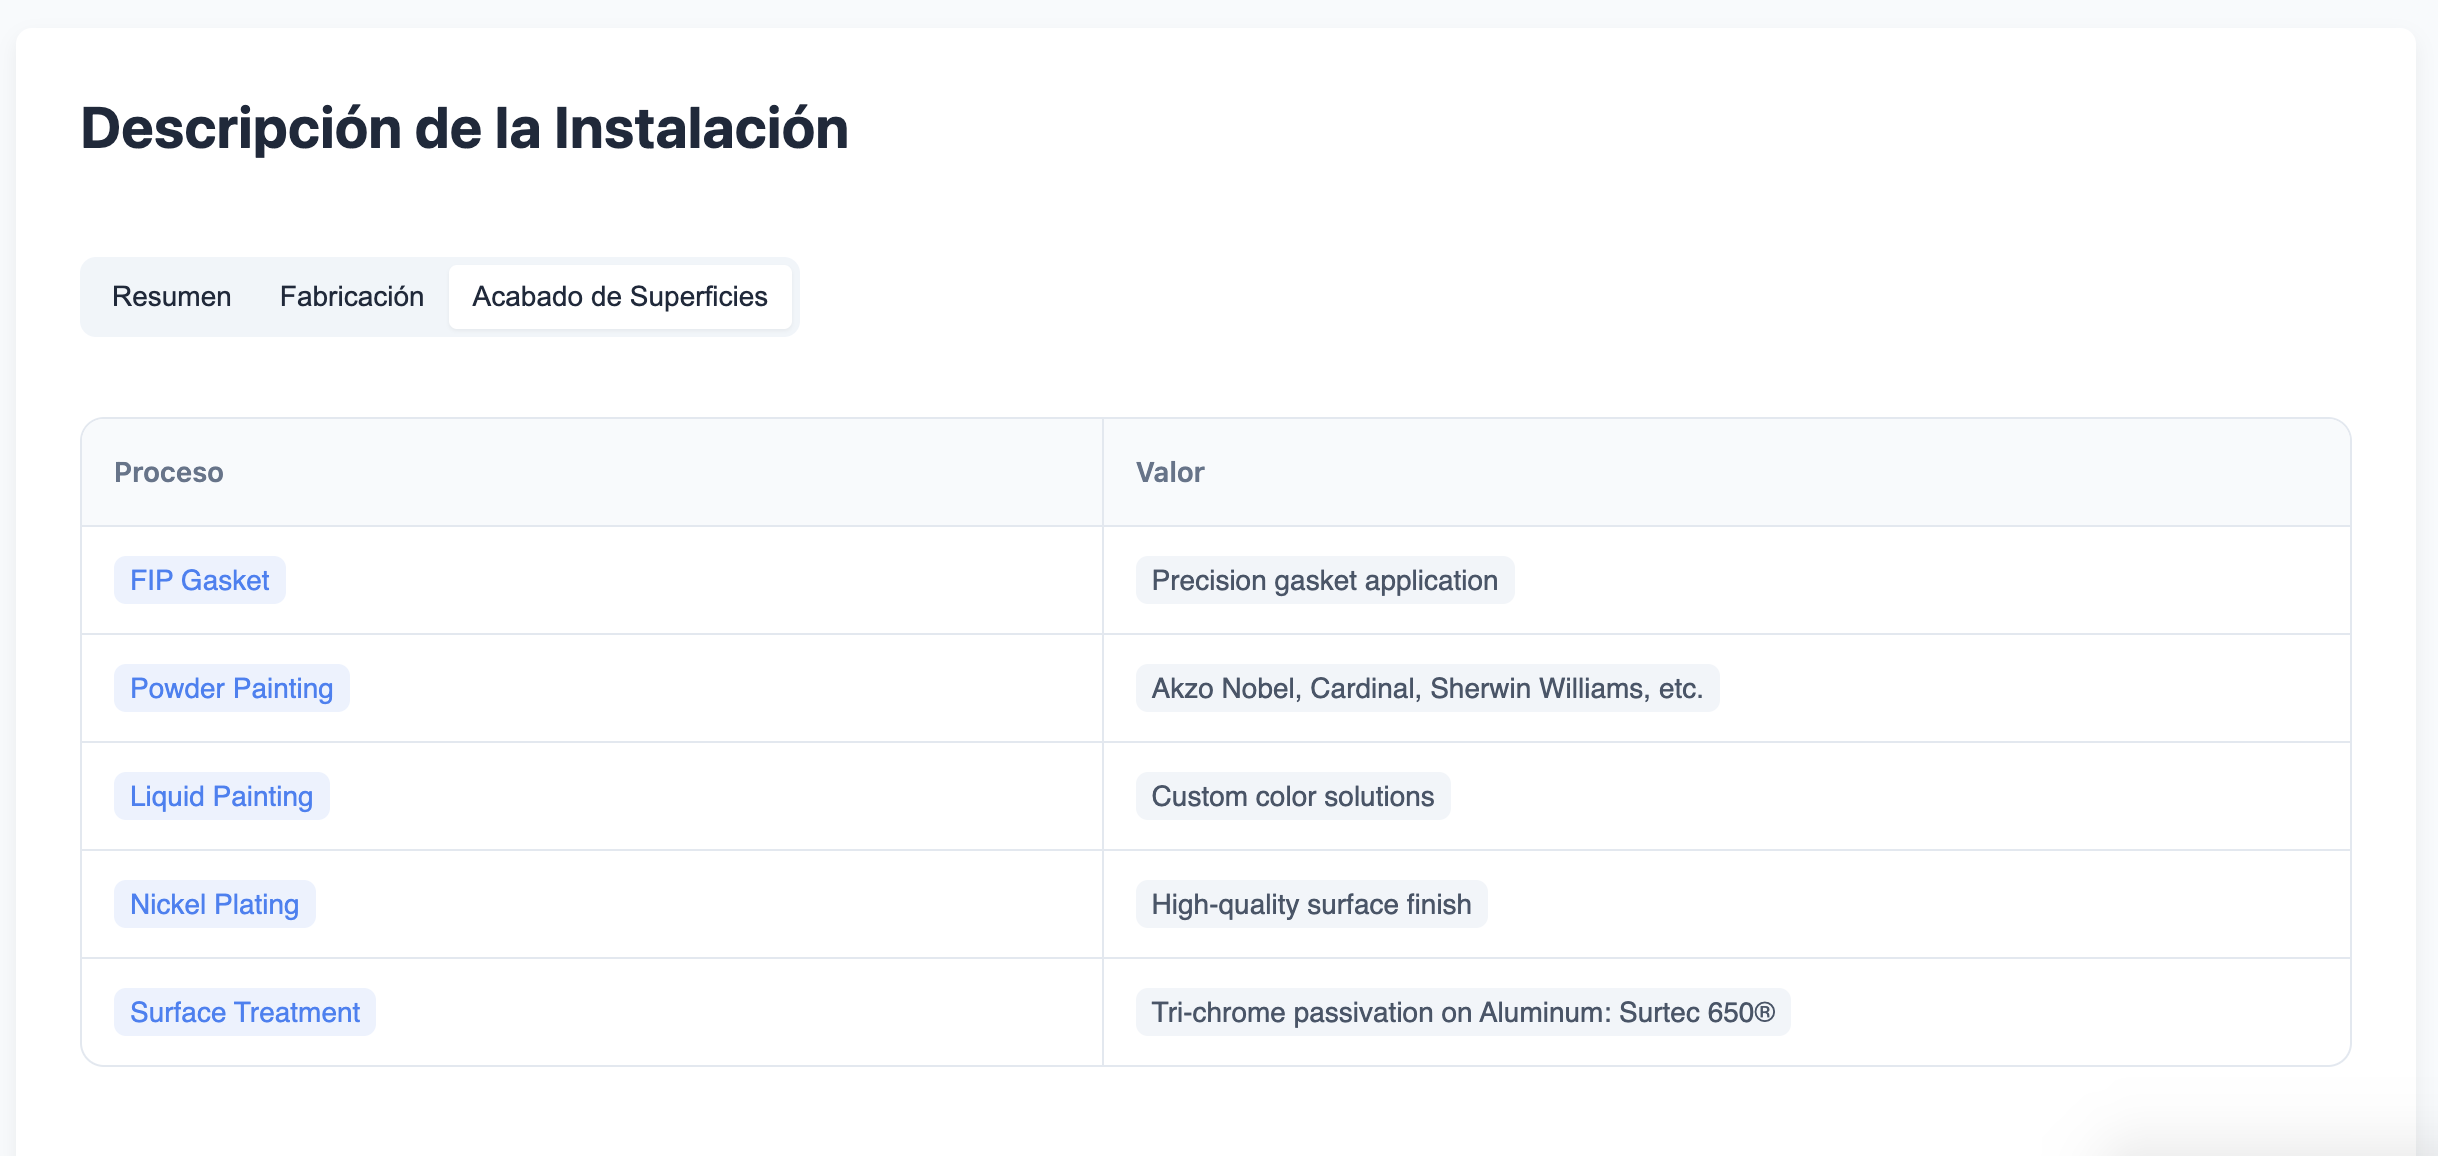 Descripción de la Instalación
Resumen Fabricación Acabado de Superficies
Proceso Valor
FIP Gasket Precision gasket application
Powder Painting Akzo Nobel, Cardinal, Sherwin Williams, etc.
Liquid Painting Custom color solutions
Nickel Plating High-quality surface finish
Surface Treatment Tri-chrome passivation on Aluminum: Surtec 650®